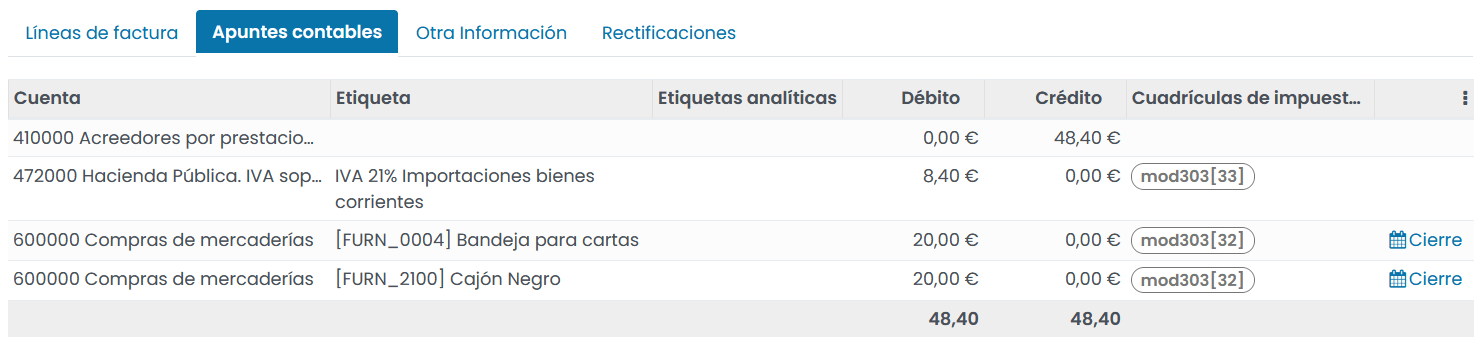 Líneas de factura Apuntes contables Otra Información Rectificaciones
Cuenta Etiqueta Etiquetas analíticas Débito Crédito Cuadrículas de impuest...
410000 Acreedores por prestacio... 0,00 € 48,40 €
472000 Hacienda Pública. IVA sop... IVA 21% Importaciones bienes 8,40 € 0,00 € mod303[33]
corrientes
600000 Compras de mercaderías [FURN_0004] Bandeja para cartas 20,00 € 0,00 € mod303[32] Cierre
600000 Compras de mercaderías [FURN_2100] Cajón Negro 20,00 € 0,00 € mod303[32] Cierre
48,40 48,40